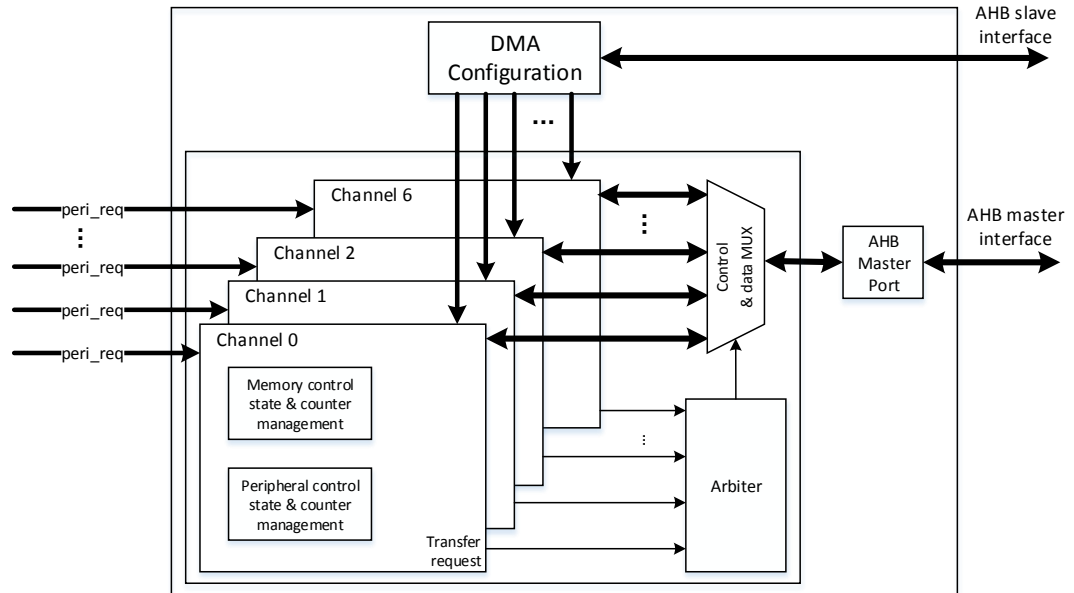 AHB slave
interface
DMA
Configuration
...
Channel 6
peri_req
...
Channel 2
peri_req
Channel 1
peri_req
Channel 0
peri_req
...
Control
& data MUX
AHB
Master
Port
AHB master
interface
Memory control
state & counter
management
Peripheral control
state & counter
management
Transfer
request
...
Arbiter